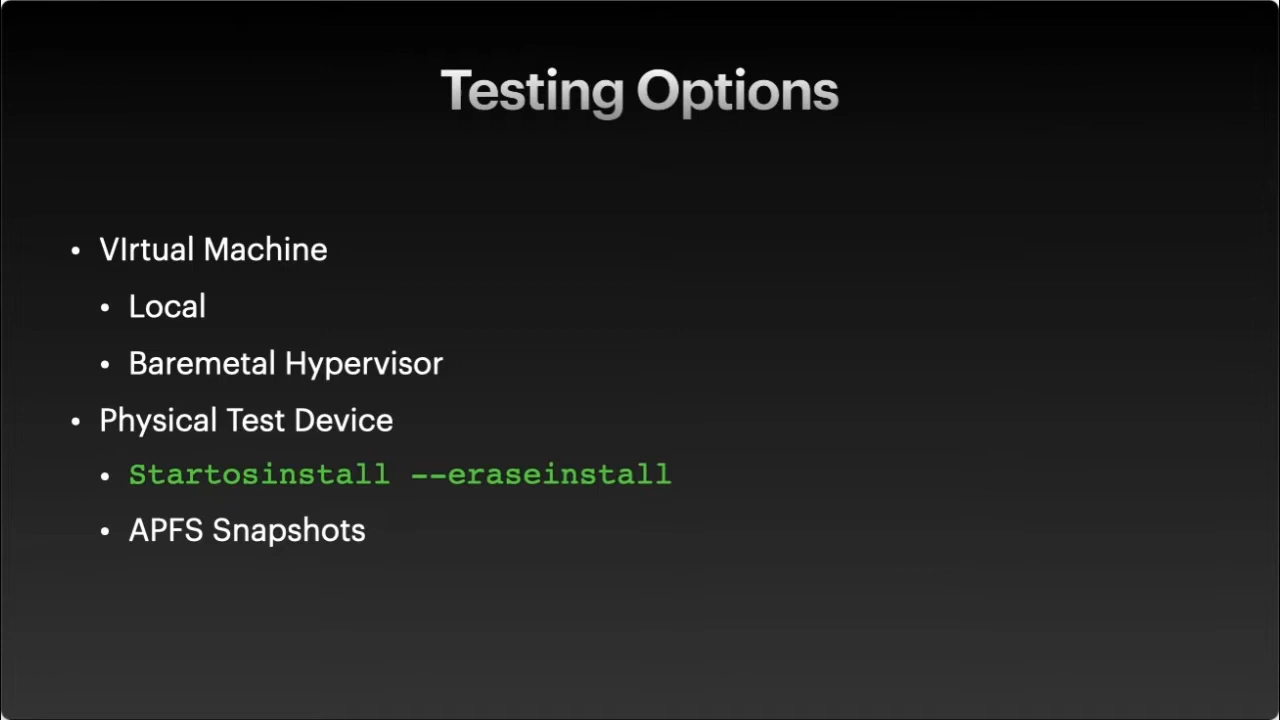 Testing Options
• VIrtual Machine
• Local
• Baremetal Hypervisor
• Physical Test Device
• Startosinstall --eraseinstall
• APFS Snapshots